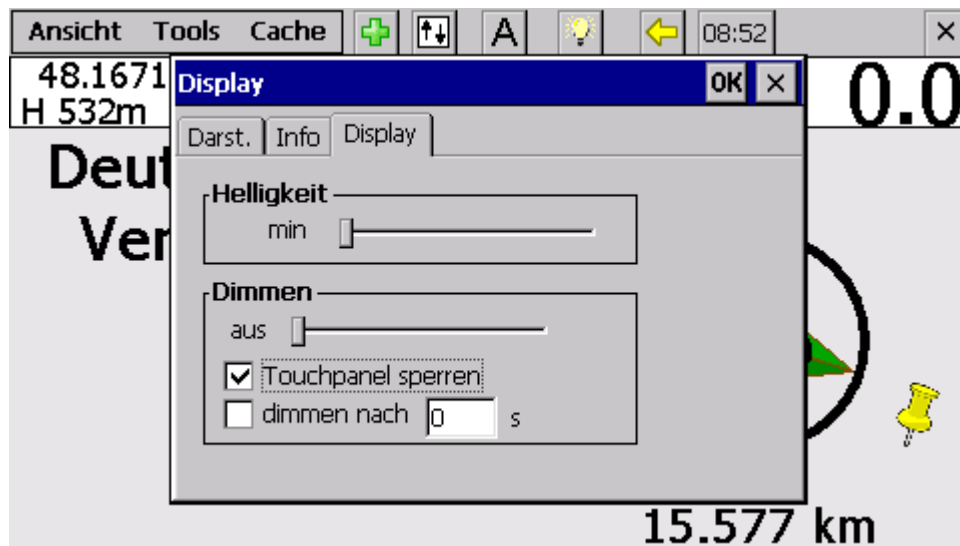 Ansicht Tools Cache A 08:52
48.1671
H 532m
0.0
Display OK
Darst. Info Display
Helligkeit
min
Dimmen
aus
Touchpanel sperren
dimmen nach 0 s
Deut
Ver
15.577 km